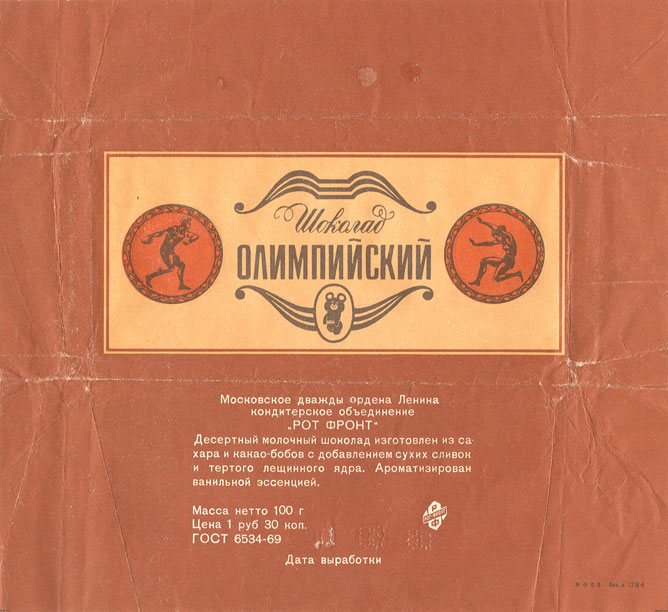 Шоколад
ОЛИМПИЙСКИЙ
Московское дважды ордена Ленина
кондитерское объединение
„РОТ ФРОНТ“
Десертный молочный шоколад изготовлен из са-
хара и какао-бобов с добавлением сухих сливок
и тертого лещинного ядра. Ароматизирован
ванильной эссенцией.
Масса нетто 100 г
Цена 1 руб 30 коп.
ГОСТ 6534-69
Р
РОТ-ФРОНТ
Ф
Дата выработки